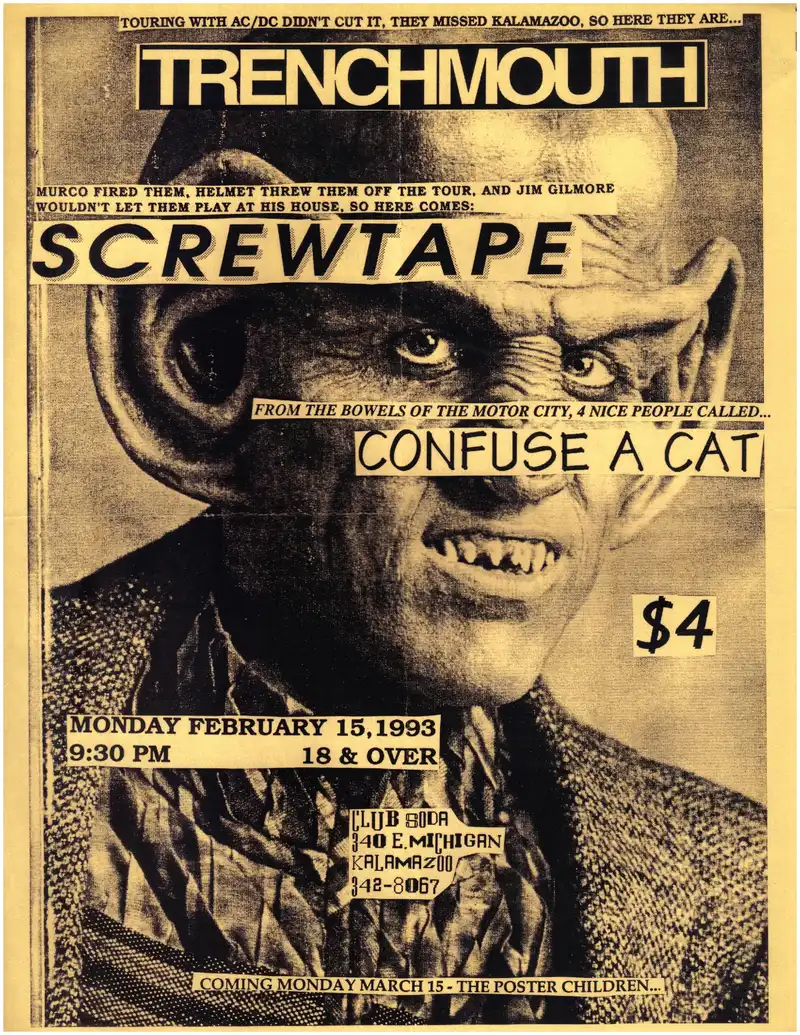 TOURING WITH AC/DC DIDN'T CUT IT, THEY MISSED KALAMAZOO, SO HERE THEY ARE...
TRENCHMOUTH
MURCO FIRED THEM, HELMET THREW THEM OFF THE TOUR, AND JIM GILMORE
WOULDN'T LET THEM PLAY AT HIS HOUSE, SO HERE COMES:
SCREWTAPE
FROM THE BOWELS OF THE MOTOR CITY, 4 NICE PEOPLE CALLED...
CONFUSE A CAT
$4
MONDAY FEBRUARY 15,1993
9:30 PM 18 & OVER
CLUB SODA
340 E.MICHIGAN
KALAMAZOO
342-8067
COMING MONDAY MARCH 15 - THE POSTER CHILDREN...